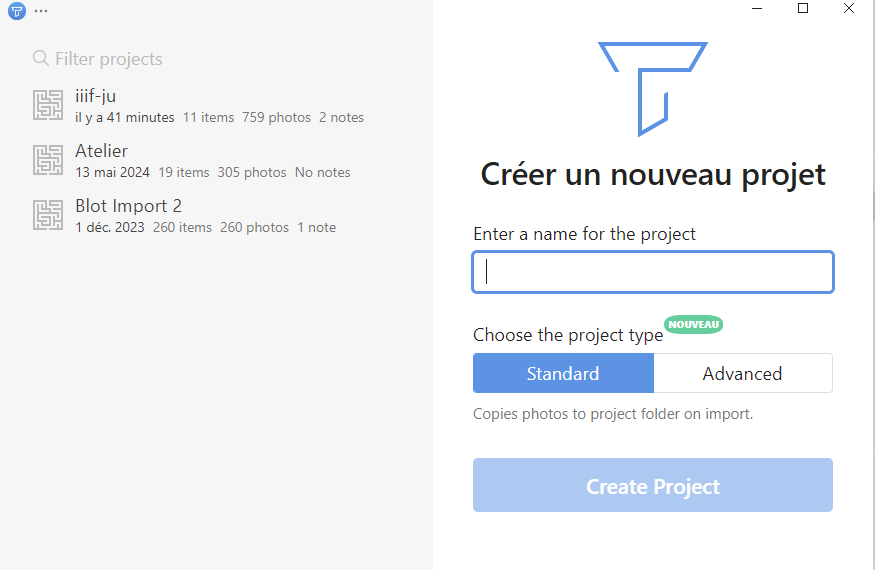 Filter projects
iiif-ju
il y a 41 minutes 11 items 759 photos 2 notes
Atelier
13 mai 2024 19 items 305 photos No notes
Blot Import 2
1 déc. 2023 260 items 260 photos 1 note
Créer un nouveau projet
Enter a name for the project
Choose the project type NOUVEAU
Standard Advanced
Copies photos to project folder on import.
Create Project